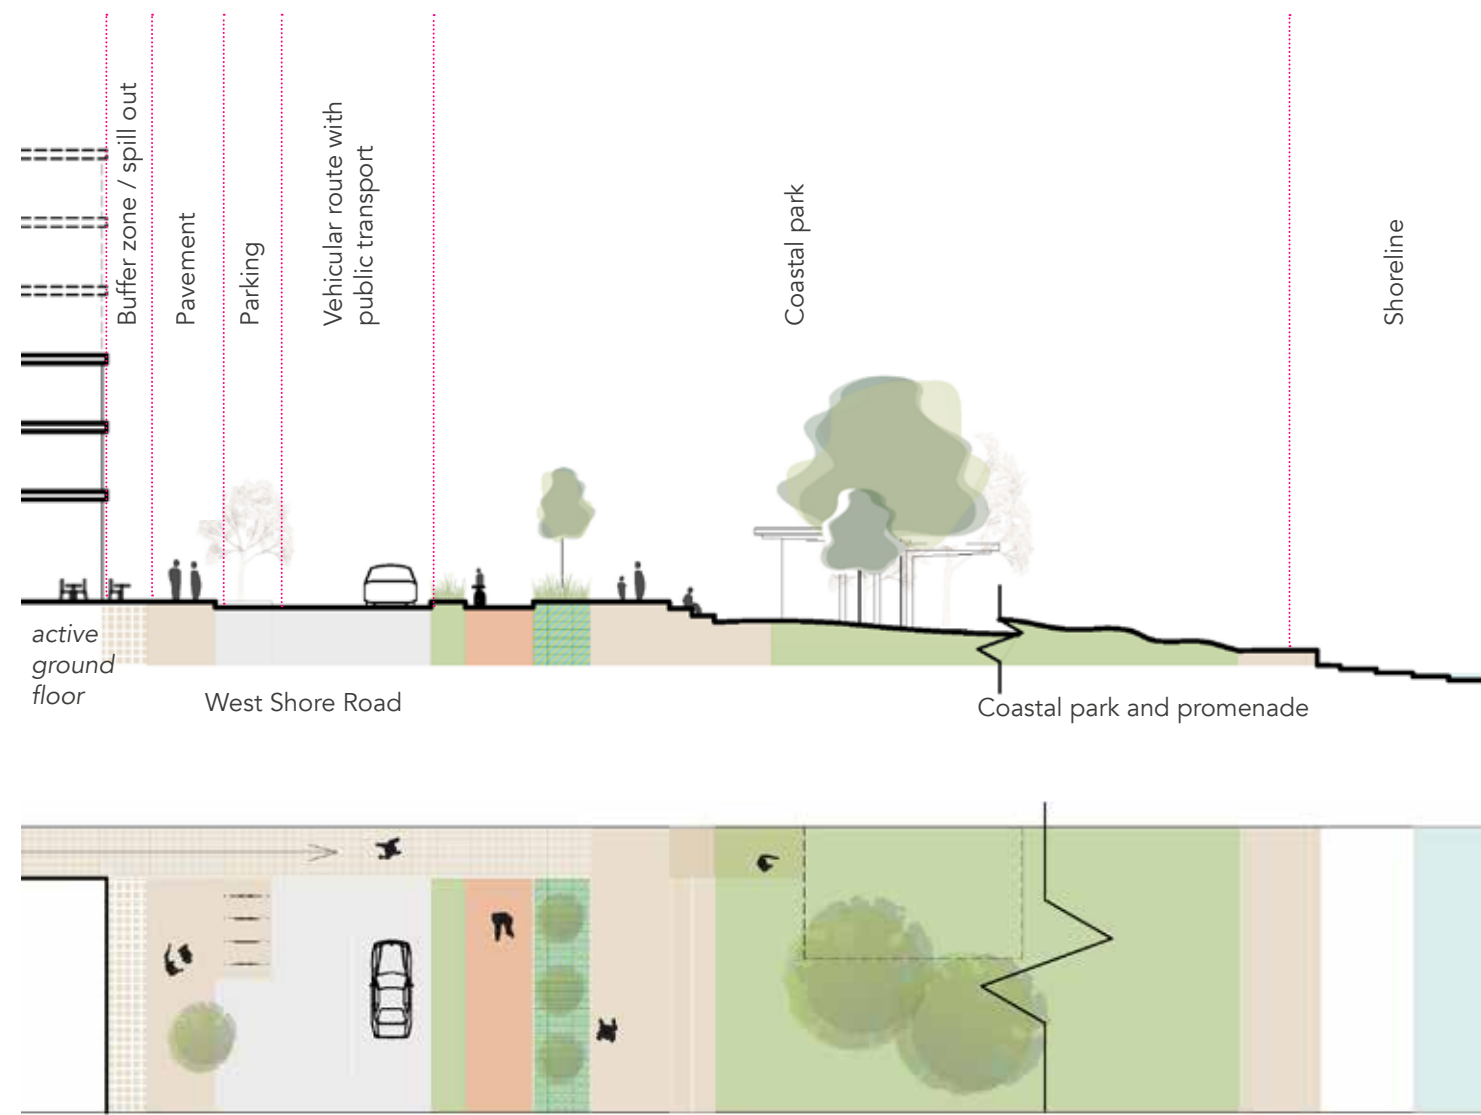 Buffer zone / spill out
Pavement
Parking
Vehicular route with
public transport
Coastal park
Shoreline
active
ground
floor
West Shore Road
Coastal park and promenade